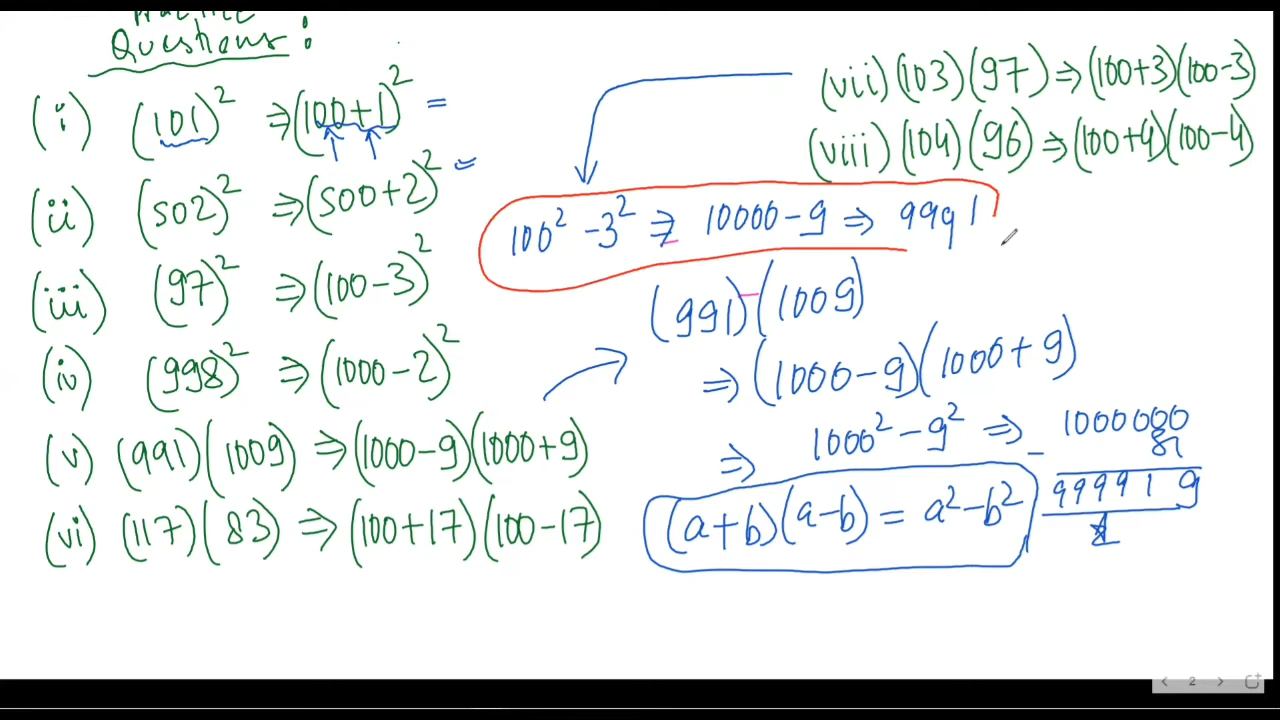 Practice
Questions:
(i) (101)² ⇒ (100+1)² =
(ii) (502)² ⇒ (500+2)² =
(iii) (97)² ⇒ (100-3)²
(iv) (998)² ⇒ (1000-2)²
(v) (991)(1009) ⇒ (1000-9)(1000+9)
(vi) (117)(83) ⇒ (100+17)(100-17)
(vii) (103)(97) ⇒ (100+3)(100-3)
(viii) (104)(96) ⇒ (100+4)(100-4)
100² - 3² ⇒ 10000 - 9 ⇒ 9991
(991)(1009)
⇒ (1000-9)(1000+9)
⇒ 1000² - 9² ⇒ 1000000
- 81
999919
(a+b)(a-b) = a² - b²
2